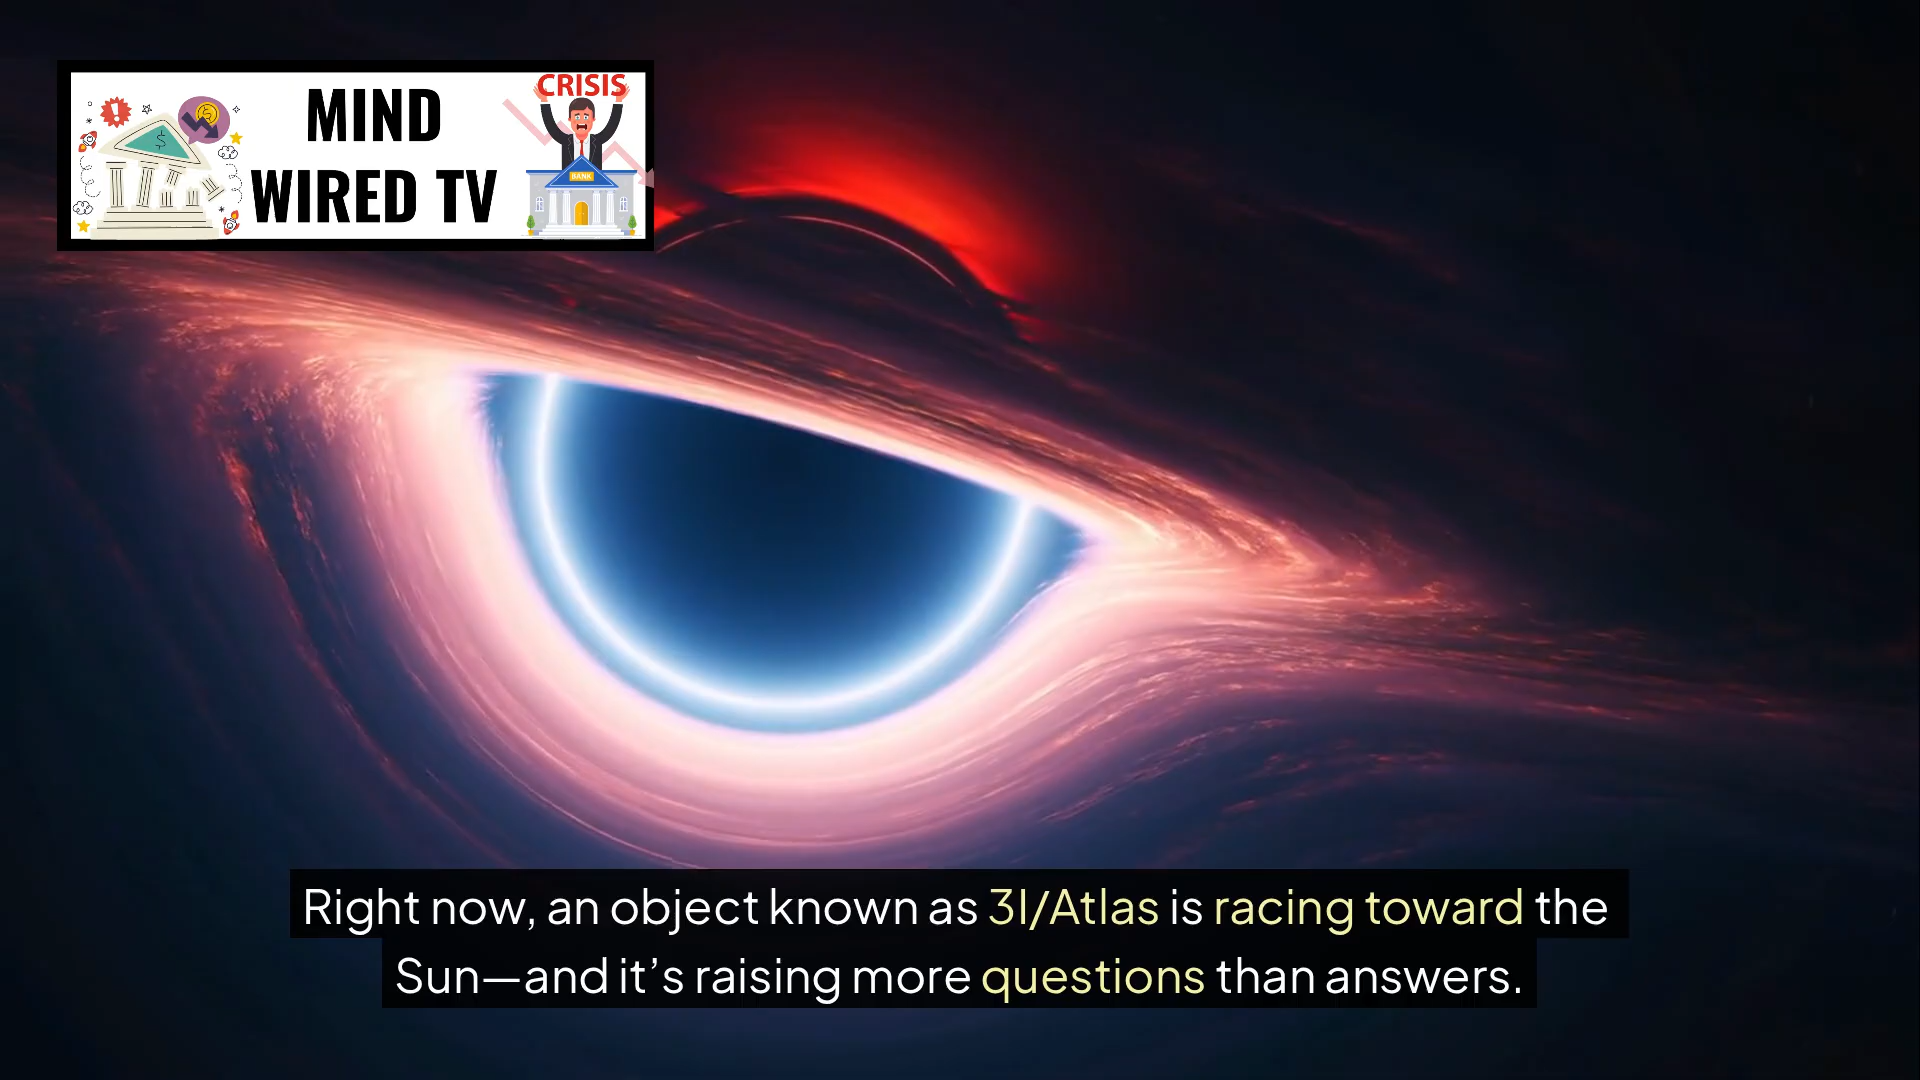 CRISIS
MIND
WIRED TV
BANK
Right now, an object known as 3I/Atlas is racing toward the
Sun—and it’s raising more questions than answers.